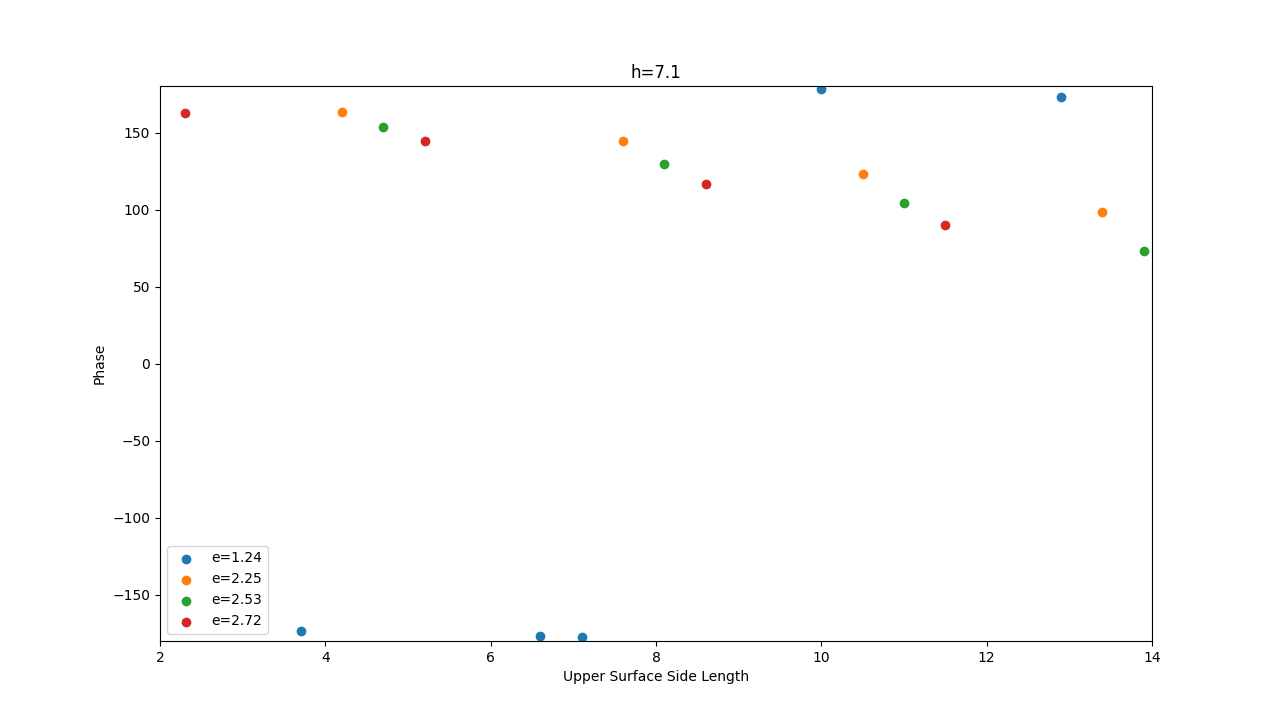 h=7.1
Phase
150
100
50
0
−50
−100
−150
e=1.24
e=2.25
e=2.53
e=2.72
2 4 6 8 10 12 14
Upper Surface Side Length